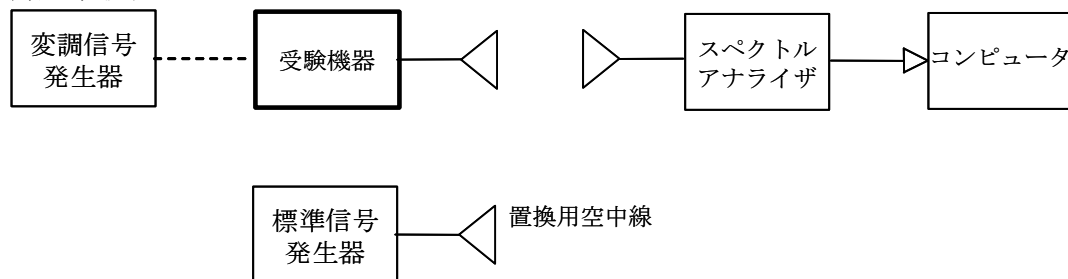 変調信号
発生器
受験機器
スペクトル
アナライザ
コンピュータ
標準信号
発生器
置換用空中線